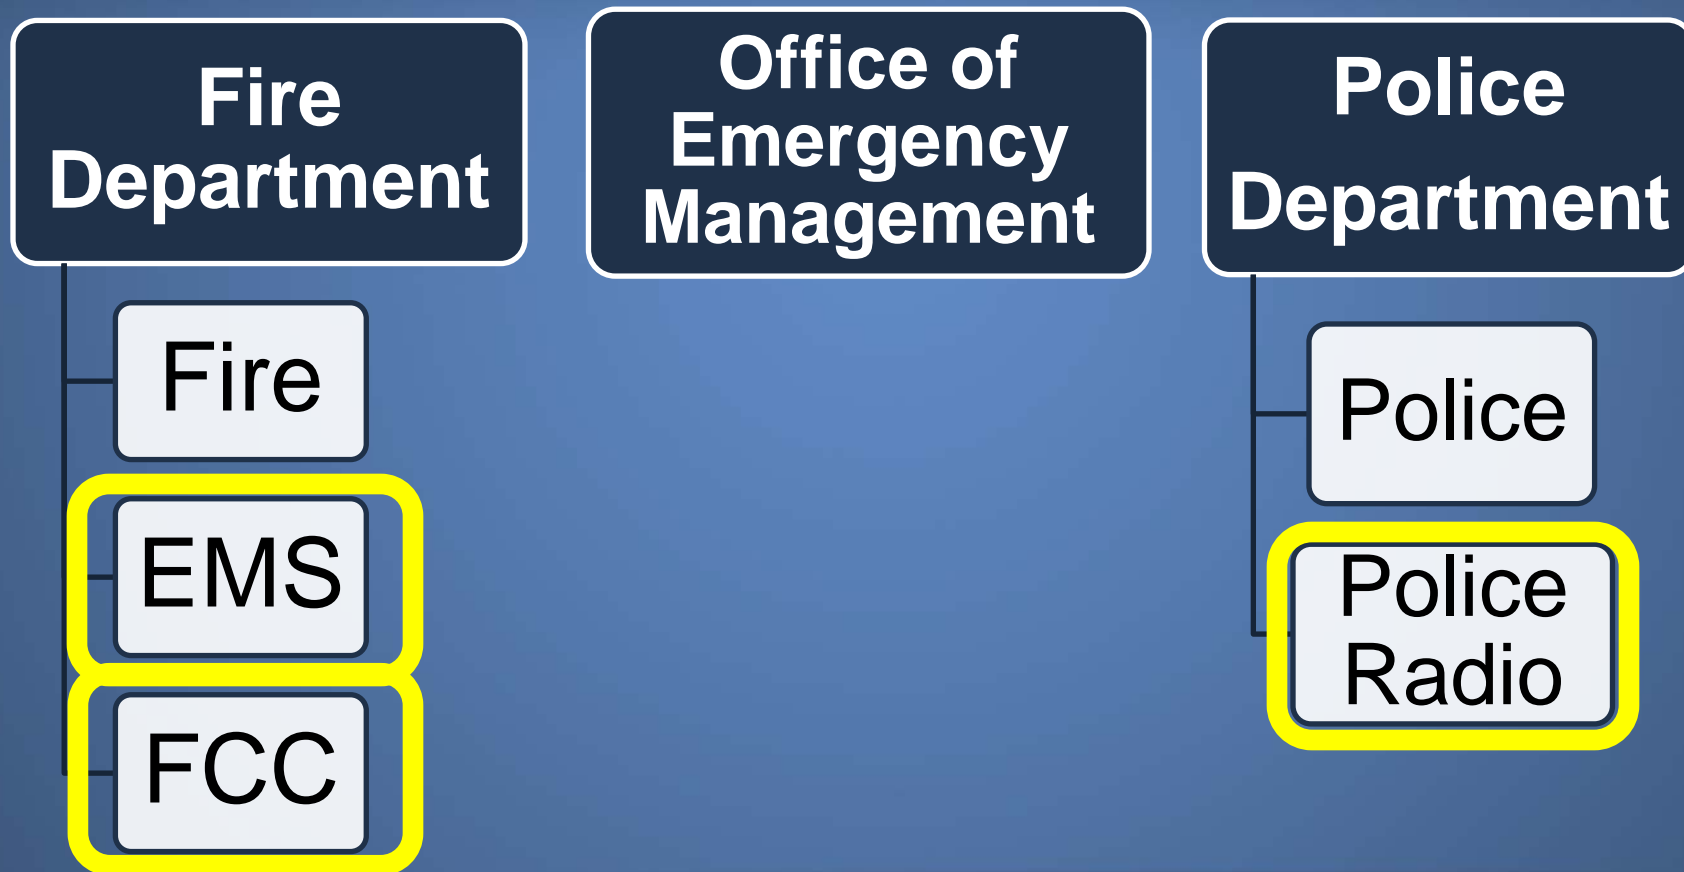 Fire
Department
Office of
Emergency
Management
Police
Department
Fire
EMS
FCC
Police
Police
Radio